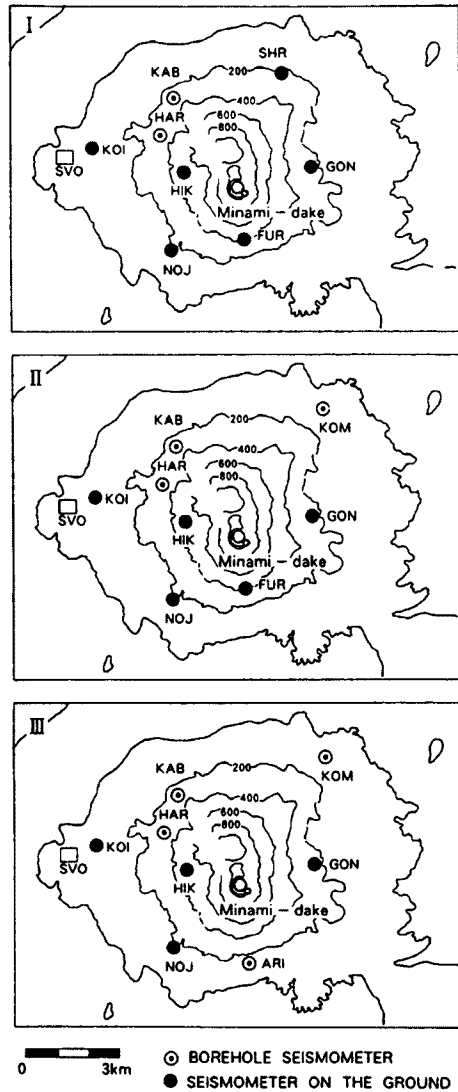 I
SHR
KAB
200
HAR
400
600
800
KOI
SVO
HIK
GON
Minami - dake
FUR
NOJ
II
KAB
200
KOM
HAR
400
600
800
KOI
SVO
HIK
GON
Minami - dake
FUR
NOJ
III
KAB
200
KOM
HAR
400
600
800
KOI
SVO
HIK
GON
Minami - dake
NOJ
ARI
0 3km
BOREHOLE SEISMOMETER
SEISMOMETER ON THE GROUND